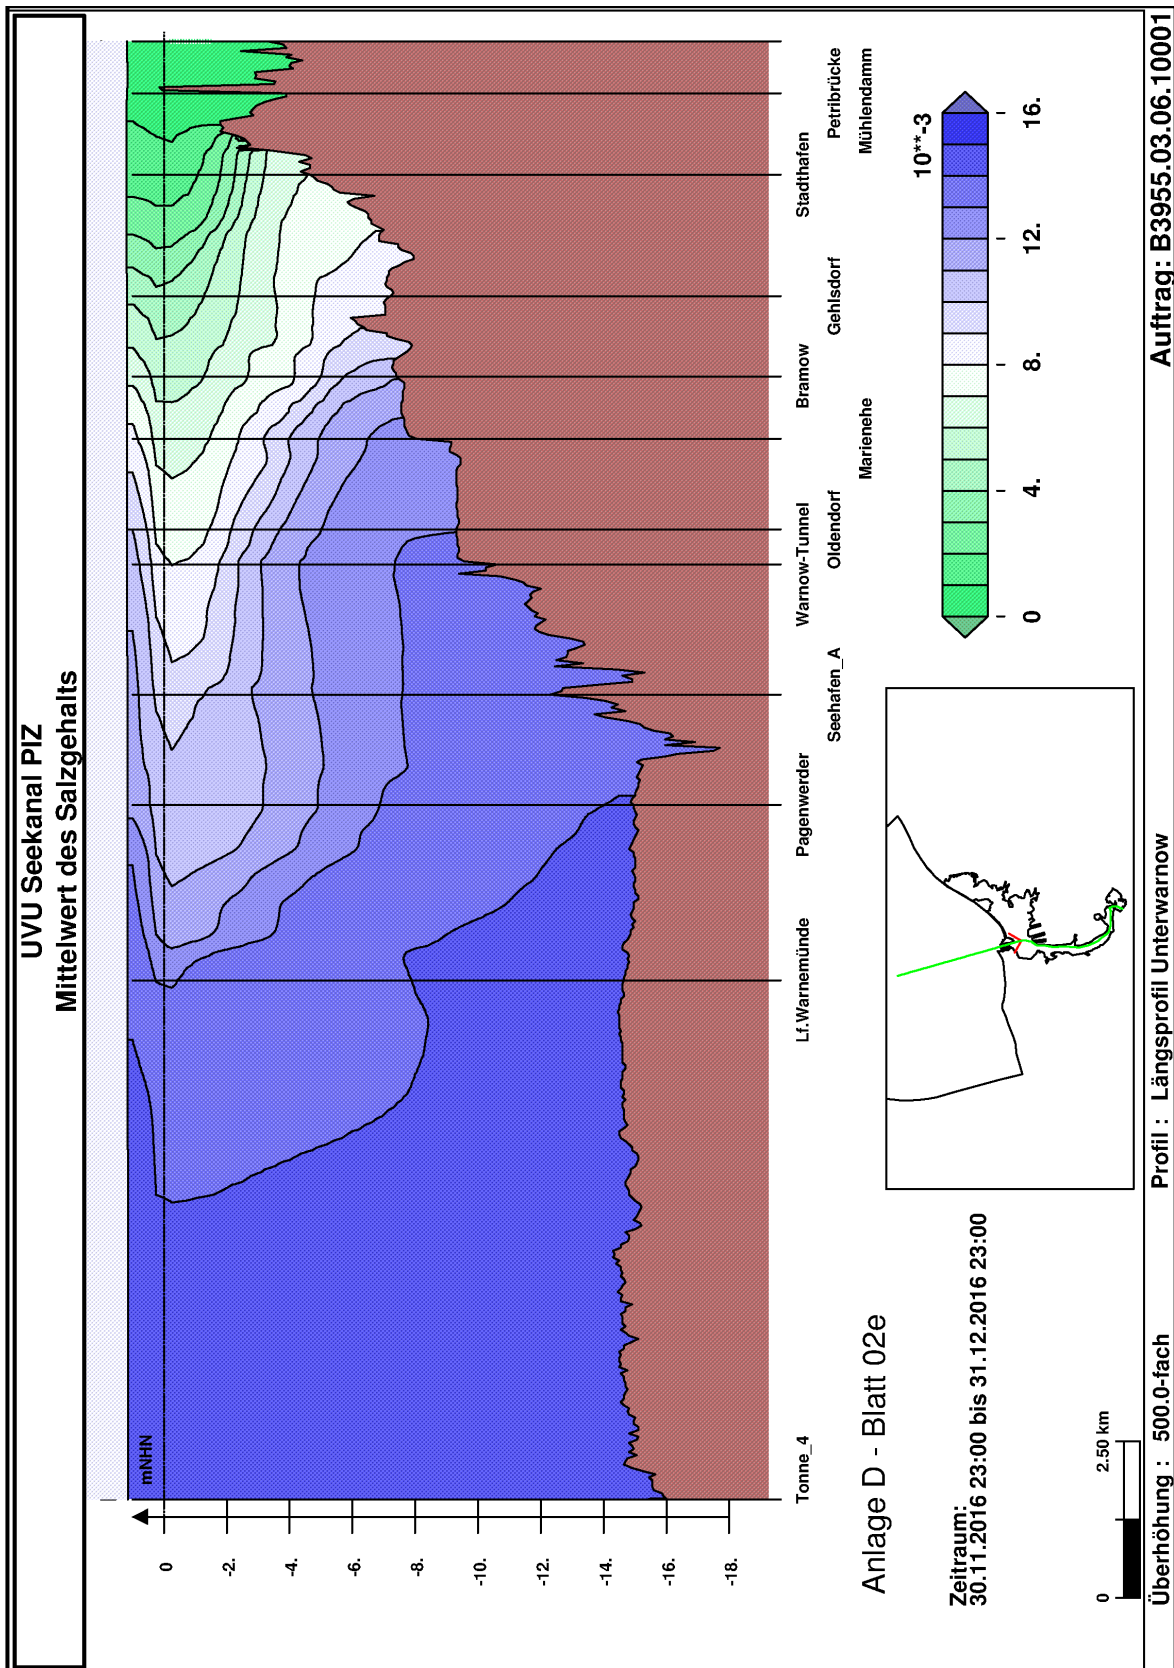 UVU Seekanal PIZ
Mittelwert des Salzgehalts
mNHN
0
-2.
-4.
-6.
-8.
-10.
-12.
-14.
-16.
-18.
Tonne_4
Lf.Warnemünde
Pagenwerder
Seehafen_A
Warnow-Tunnel
Oldendorf
Marienehe
Bramow
Gehlsdorf
Stadthafen
Petribrücke
Mühlendamm
Anlage D - Blatt 02e
Zeitraum:
30.11.2016 23:00 bis 31.12.2016 23:00
0 2.50 km
10**-3
0 4. 8. 12. 16.
Überhöhung : 500.0-fach Profil : Längsprofil Unterwarnow Auftrag: B3955.03.06.10001